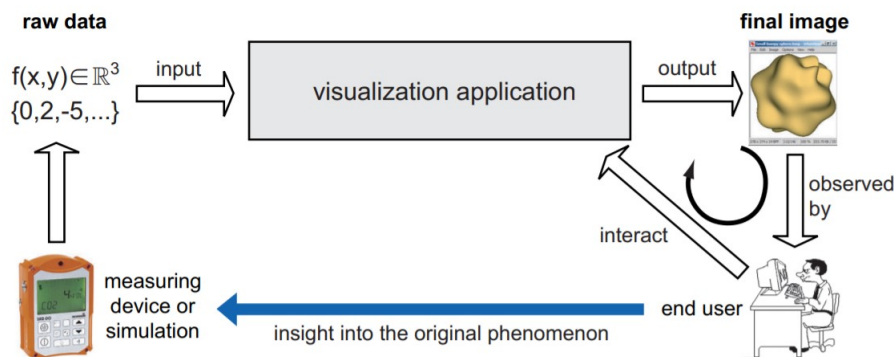 raw data
final image
f(x,y)∈ℝ³
{0,2,-5,...}
input
visualization application
output
observed
by
interact
measuring
device or
simulation
end user
insight into the original phenomenon
CO2